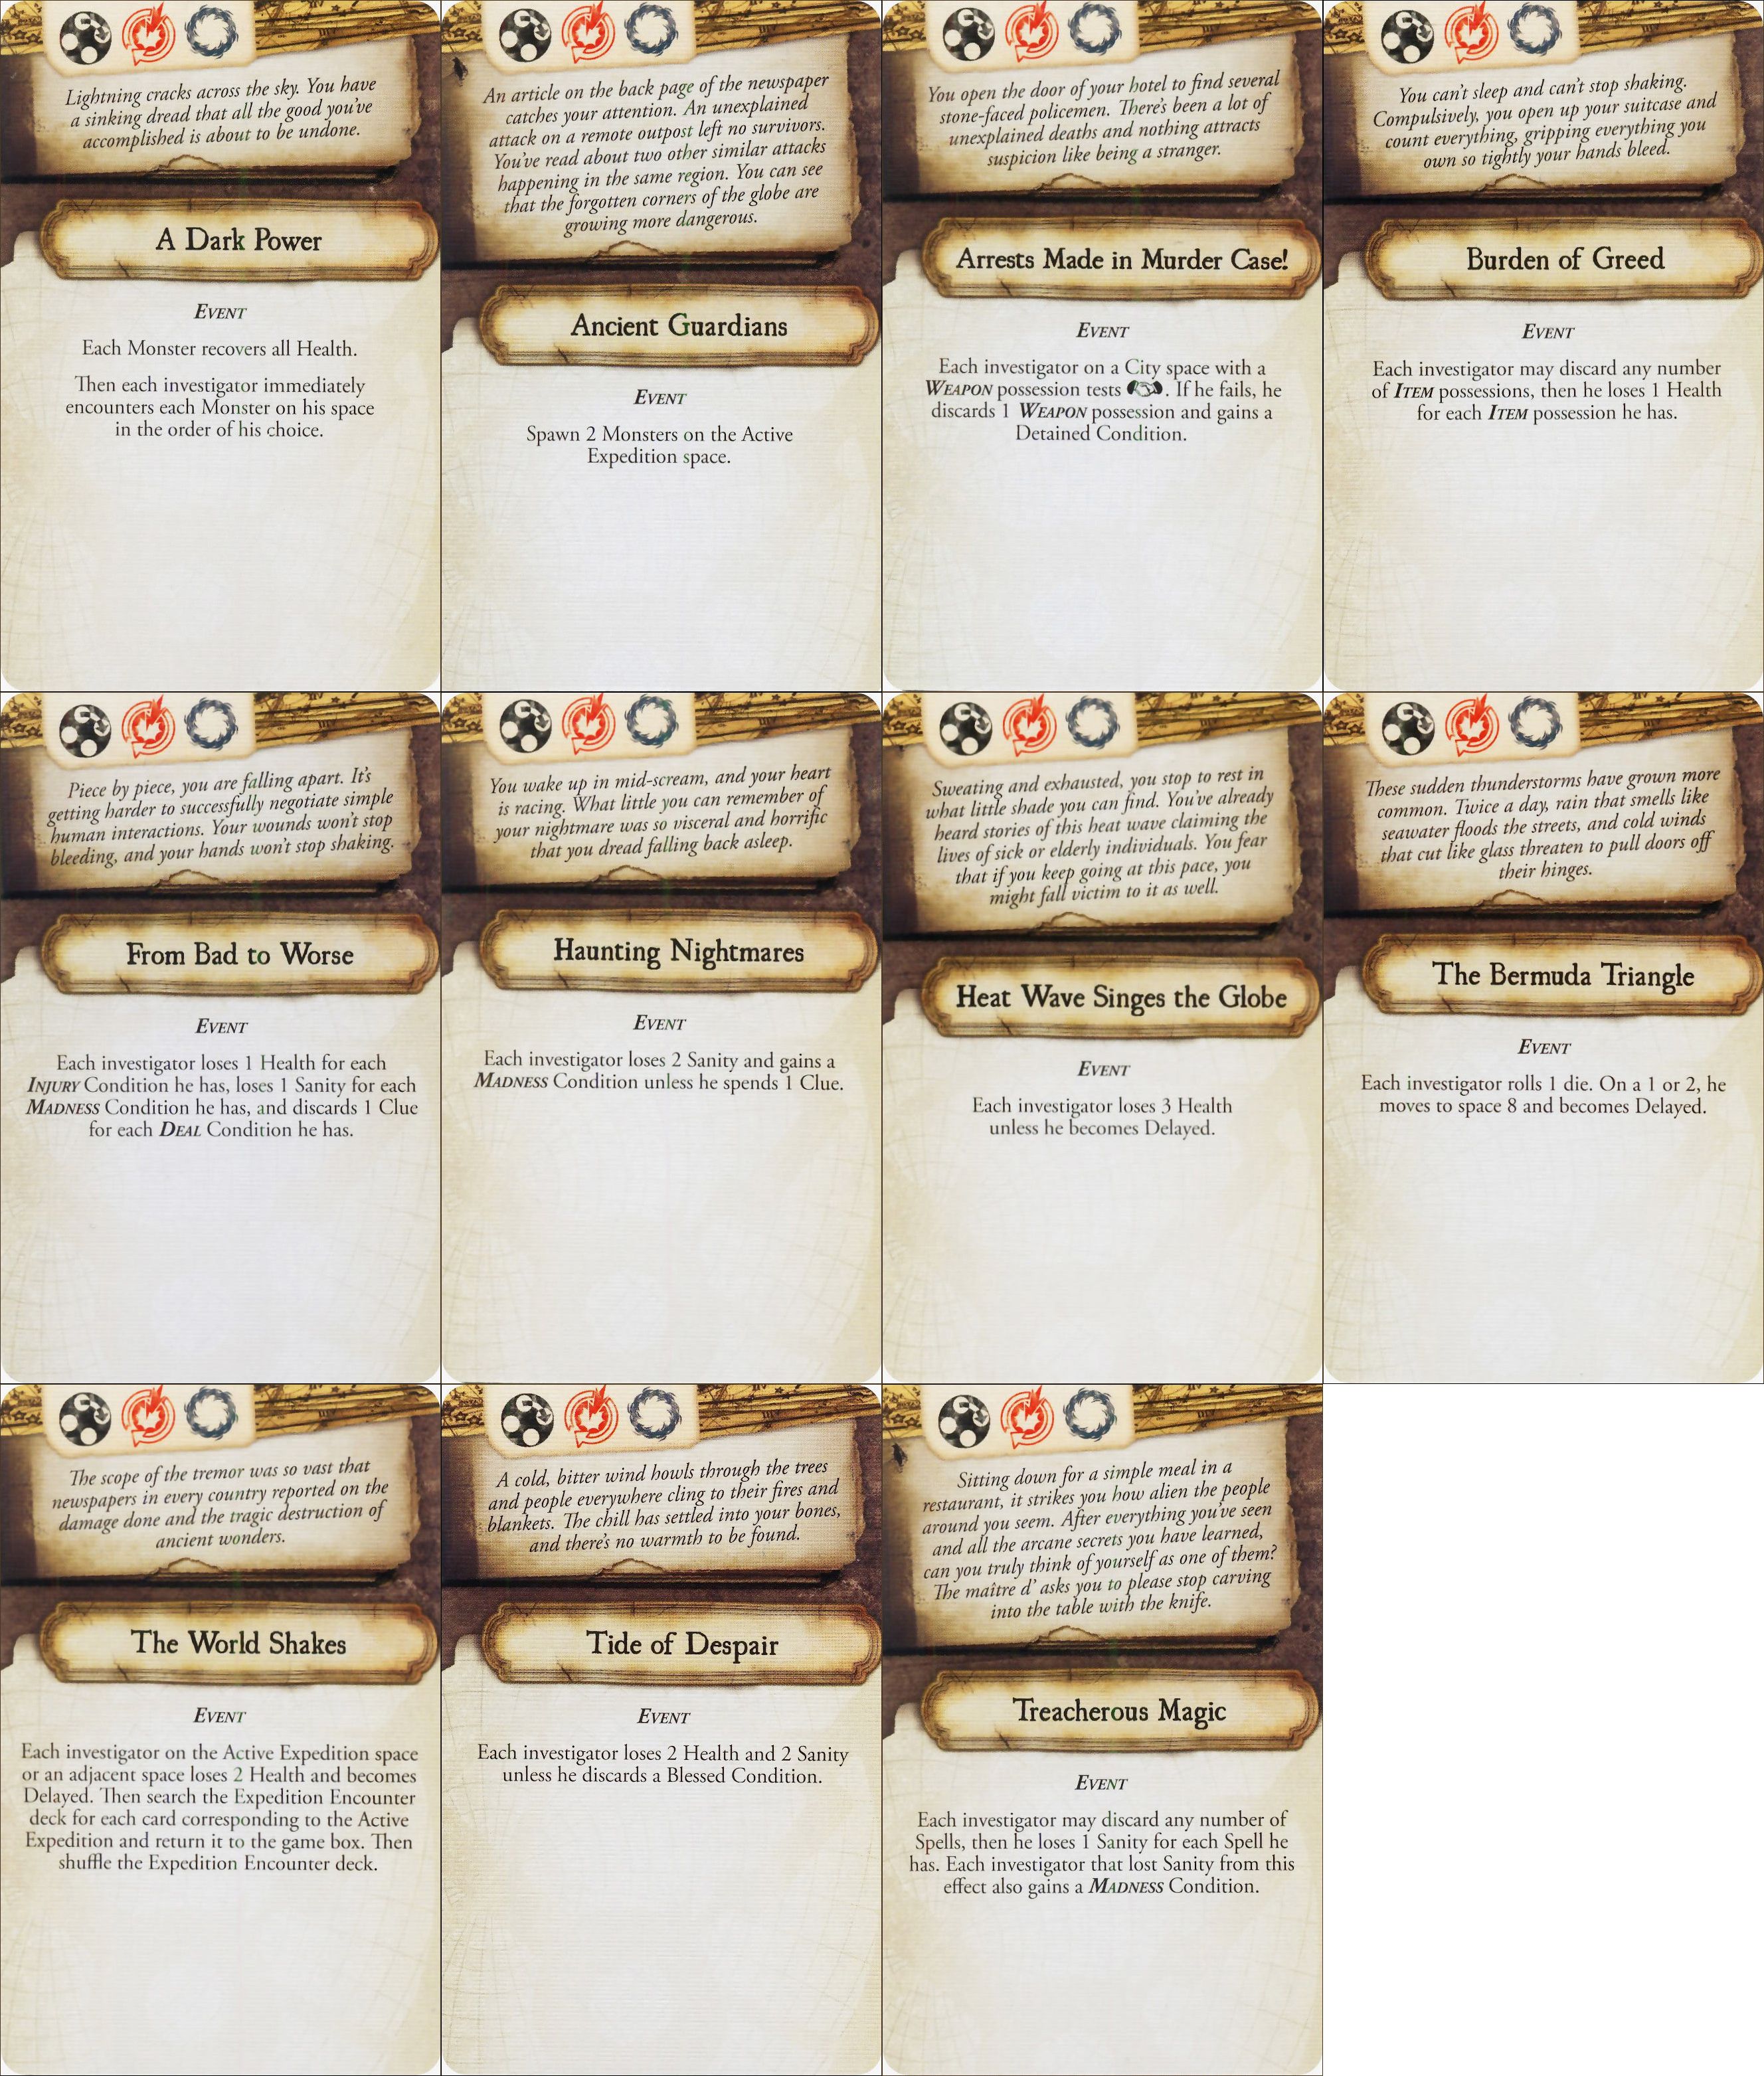 Lightning cracks across the sky. You have
a sinking dread that all the good you've
accomplished is about to be undone.
A Dark Power
Event
Each Monster recovers all Health.
Then each investigator immediately
encounters each Monster on his space
in the order of his choice.
An article on the back page of the newspaper
catches your attention. An unexplained
attack on a remote outpost left no survivors.
You've read about two other similar attacks
happening in the same region. You can see
that the forgotten corners of the globe are
growing more dangerous.
Ancient Guardians
Event
Spawn 2 Monsters on the Active
Expedition space.
You open the door of your hotel to find several
stone-faced policemen. There's been a lot of
unexplained deaths and nothing attracts
suspicion like being a stranger.
Arrests Made in Murder Case!
Event
Each investigator on a City space with a
Weapon possession tests . If he fails, he
discards 1 Weapon possession and gains a
Detained Condition.
You can't sleep and can't stop shaking.
Compulsively, you open up your suitcase and
count everything, gripping everything you
own so tightly your hands bleed.
Burden of Greed
Event
Each investigator may discard any number
of Item possessions, then he loses 1 Health
for each Item possession he has.
Piece by piece, you are falling apart. It's
getting harder to successfully negotiate simple
human interactions. Your wounds won't stop
bleeding, and your hands won't stop shaking.
From Bad to Worse
Event
Each investigator loses 1 Health for each
Injury Condition he has, loses 1 Sanity for each
Madness Condition he has, and discards 1 Clue
for each Deal Condition he has.
You wake up in mid-scream, and your heart
is racing. What little you can remember of
your nightmare was so visceral and horrific
that you dread falling back asleep.
Haunting Nightmares
Event
Each investigator loses 2 Sanity and gains a
Madness Condition unless he spends 1 Clue.
Sweating and exhausted, you stop to rest in
what little shade you can find. You've already
heard stories of this heat wave claiming the
lives of sick or elderly individuals. You fear
that if you keep going at this pace, you
might fall victim to it as well.
Heat Wave Singes the Globe
Event
Each investigator loses 3 Health
unless he becomes Delayed.
These sudden thunderstorms have grown more
common. Twice a day, rain that smells like
seawater floods the streets, and cold winds
that cut like glass threaten to pull doors off
their hinges.
The Bermuda Triangle
Event
Each investigator rolls 1 die. On a 1 or 2, he
moves to space 8 and becomes Delayed.
The scope of the tremor was so vast that
newspapers in every country reported on the
damage done and the tragic destruction of
ancient wonders.
The World Shakes
Event
Each investigator on the Active Expedition space
or an adjacent space loses 2 Health and becomes
Delayed. Then search the Expedition Encounter
deck for each card corresponding to the Active
Expedition and return it to the game box. Then
shuffle the Expedition Encounter deck.
A cold, bitter wind howls through the trees
and people everywhere cling to their fires and
blankets. The chill has settled into your bones,
and there's no warmth to be found.
Tide of Despair
Event
Each investigator loses 2 Health and 2 Sanity
unless he discards a Blessed Condition.
Sitting down for a simple meal in a
restaurant, it strikes you how alien the people
around you seem. After everything you've seen
and all the arcane secrets you have learned,
can you truly think of yourself as one of them?
The maître d' asks you to please stop carving
into the table with the knife.
Treacherous Magic
Event
Each investigator may discard any number of
Spells, then he loses 1 Sanity for each Spell he
has. Each investigator that lost Sanity from this
effect also gains a Madness Condition.